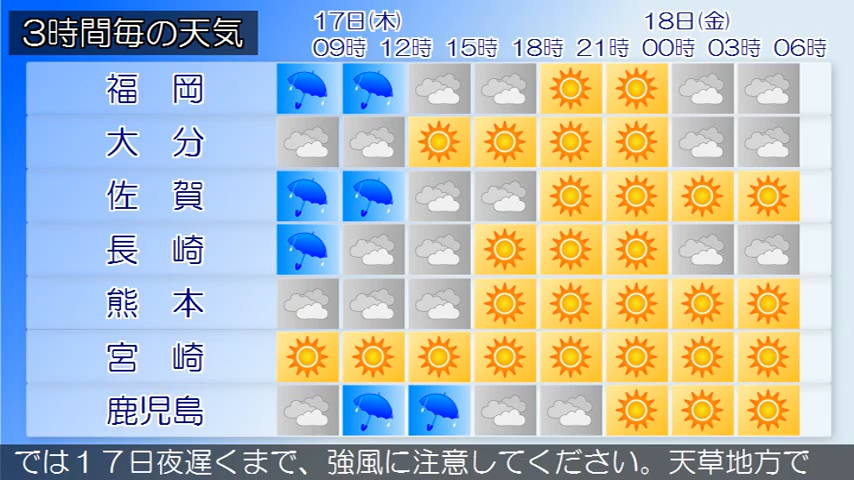 3時間毎の天気
17日(木) 18日(金)
09時 12時 15時 18時 21時 00時 03時 06時
福岡
大分
佐賀
長崎
熊本
宮崎
鹿児島
では17日夜遅くまで、強風に注意してください。天草地方で